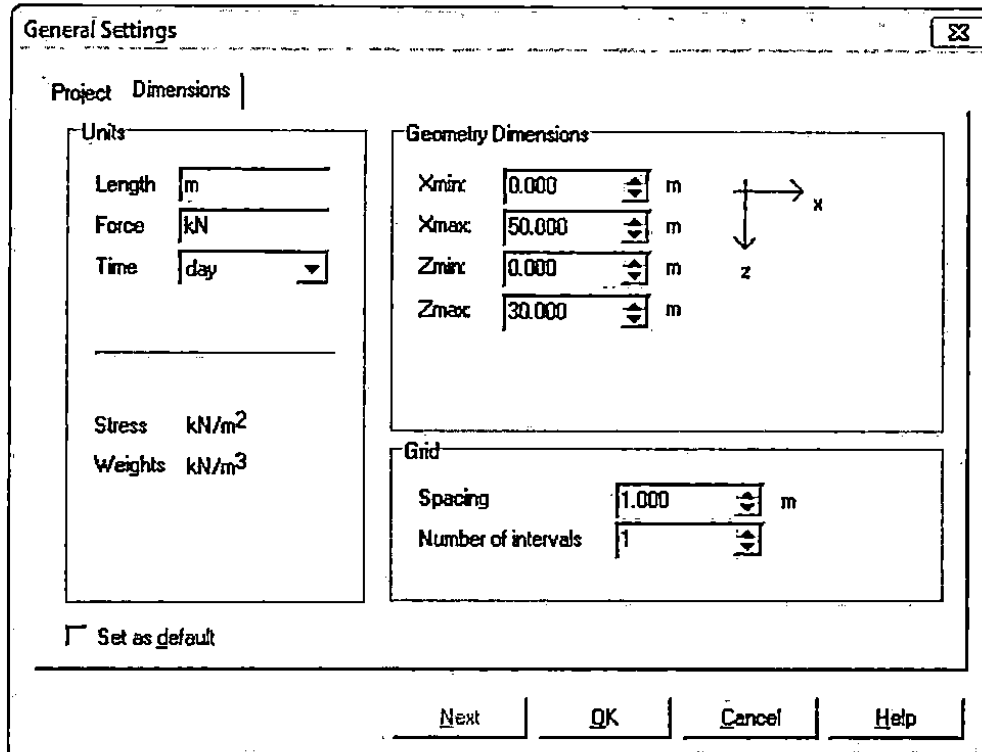 General Settings
Project Dimensions
Units
Length m
Force kN
Time day
Stress kN/m²
Weights kN/m³
Geometry Dimensions
Xmin: 0.000 m
Xmax: 50.000 m
Zmin: 0.000 m
Zmax: 30.000 m
x
z
Grid
Spacing 1.000 m
Number of intervals 1
Set as default
Next OK Cancel Help